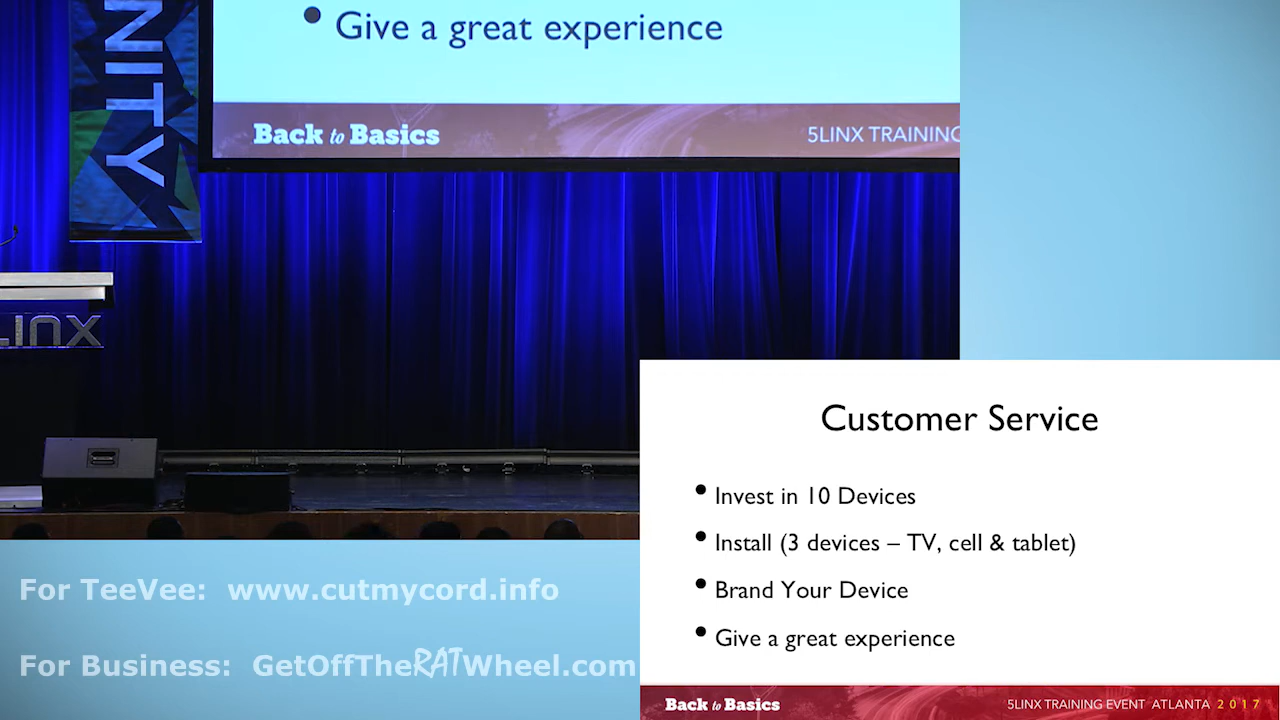 Give a great experience
Back to Basics
5LINX TRAINING
NITY
LINX
Customer Service
Invest in 10 Devices
Install (3 devices – TV, cell & tablet)
Brand Your Device
Give a great experience
Back to Basics
5LINX TRAINING EVENT ATLANTA 2017
For TeeVee: www.cutmycord.info
For Business: GetOffTheRATWheel.com